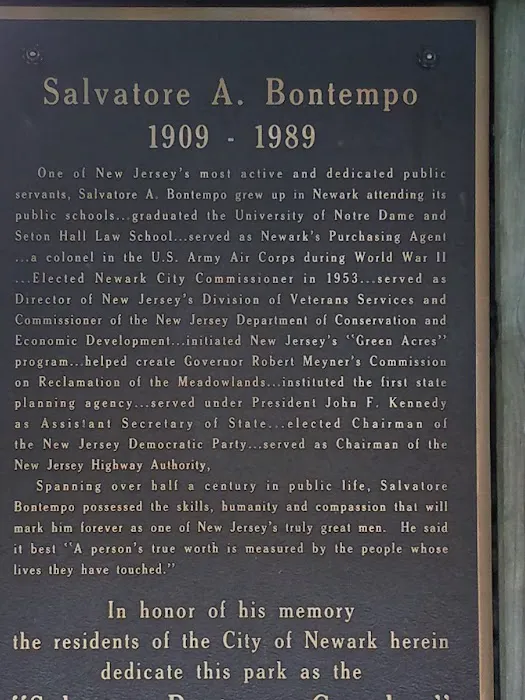 Salvatore A. Bontempo
1909 - 1989
One of New Jersey's most active and dedicated public
servants, Salvatore A. Bontempo grew up in Newark attending its
public schools...graduated the University of Notre Dame and
Seton Hall Law School...served as Newark's Purchasing Agent
...a colonel in the U.S. Army Air Corps during World War II
...Elected Newark City Commissioner in 1953...served as
Director of New Jersey's Division of Veterans Services and
Commissioner of the New Jersey Department of Conservation and
Economic Development...initiated New Jersey's "Green Acres"
program...helped create Governor Robert Meyner's Commission
on Reclamation of the Meadowlands...instituted the first state
planning agency...served under President John F. Kennedy
as Assistant Secretary of State...elected Chairman of
the New Jersey Democratic Party...served as Chairman of the
New Jersey Highway Authority,
Spanning over half a century in public life, Salvatore
Bontempo possessed the skills, humanity and compassion that will
mark him forever as one of New Jersey's truly great men. He said
it best "A person's true worth is measured by the people whose
lives they have touched."
In honor of his memory
the residents of the City of Newark herein
dedicate this park as the